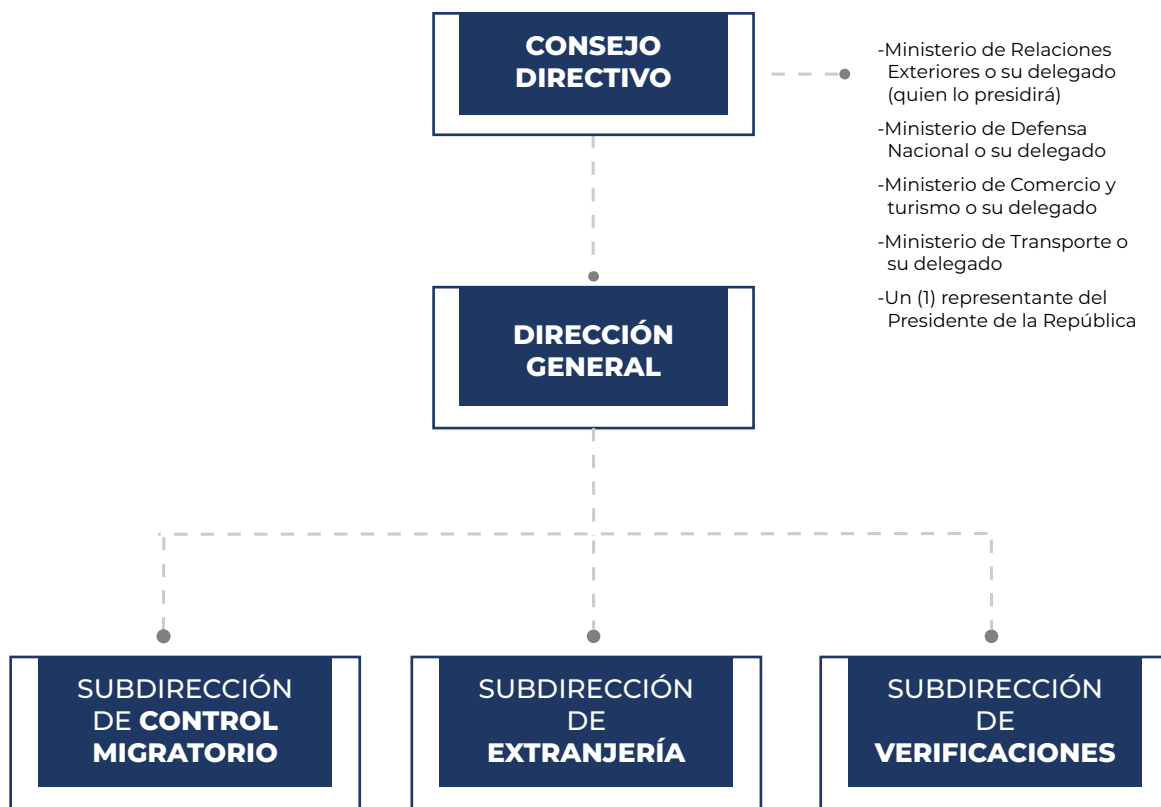 CONSEJO
DIRECTIVO
-Ministerio de Relaciones
Exteriores o su delegado
(quien lo presidirá)
-Ministerio de Defensa
Nacional o su delegado
-Ministerio de Comercio y
turismo o su delegado
-Ministerio de Transporte o
su delegado
-Un (1) representante del
Presidente de la República
DIRECCIÓN
GENERAL
SUBDIRECCIÓN
DE CONTROL
MIGRATORIO
SUBDIRECCIÓN
DE
EXTRANJERÍA
SUBDIRECCIÓN
DE
VERIFICACIONES